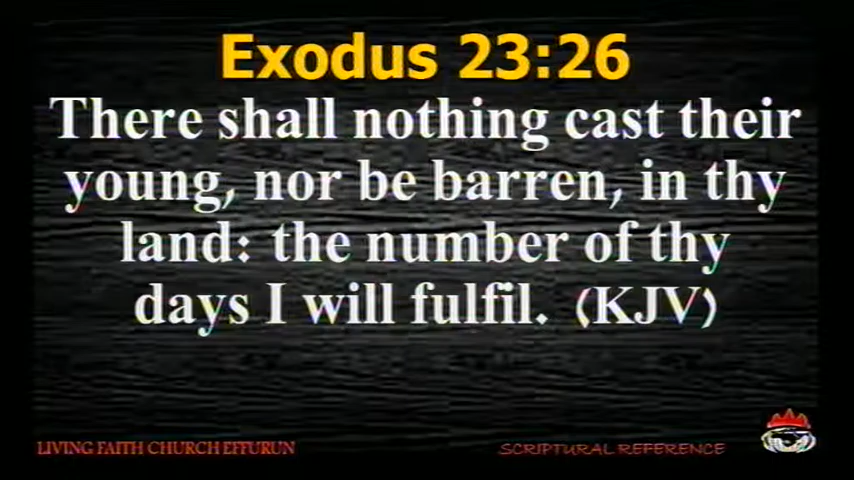 Exodus 23:26
There shall nothing cast their
young, nor be barren, in thy
land: the number of thy
days I will fulfil. (KJV)
LIVING FAITH CHURCH EFFURUN
SCRIPTURAL REFERENCE